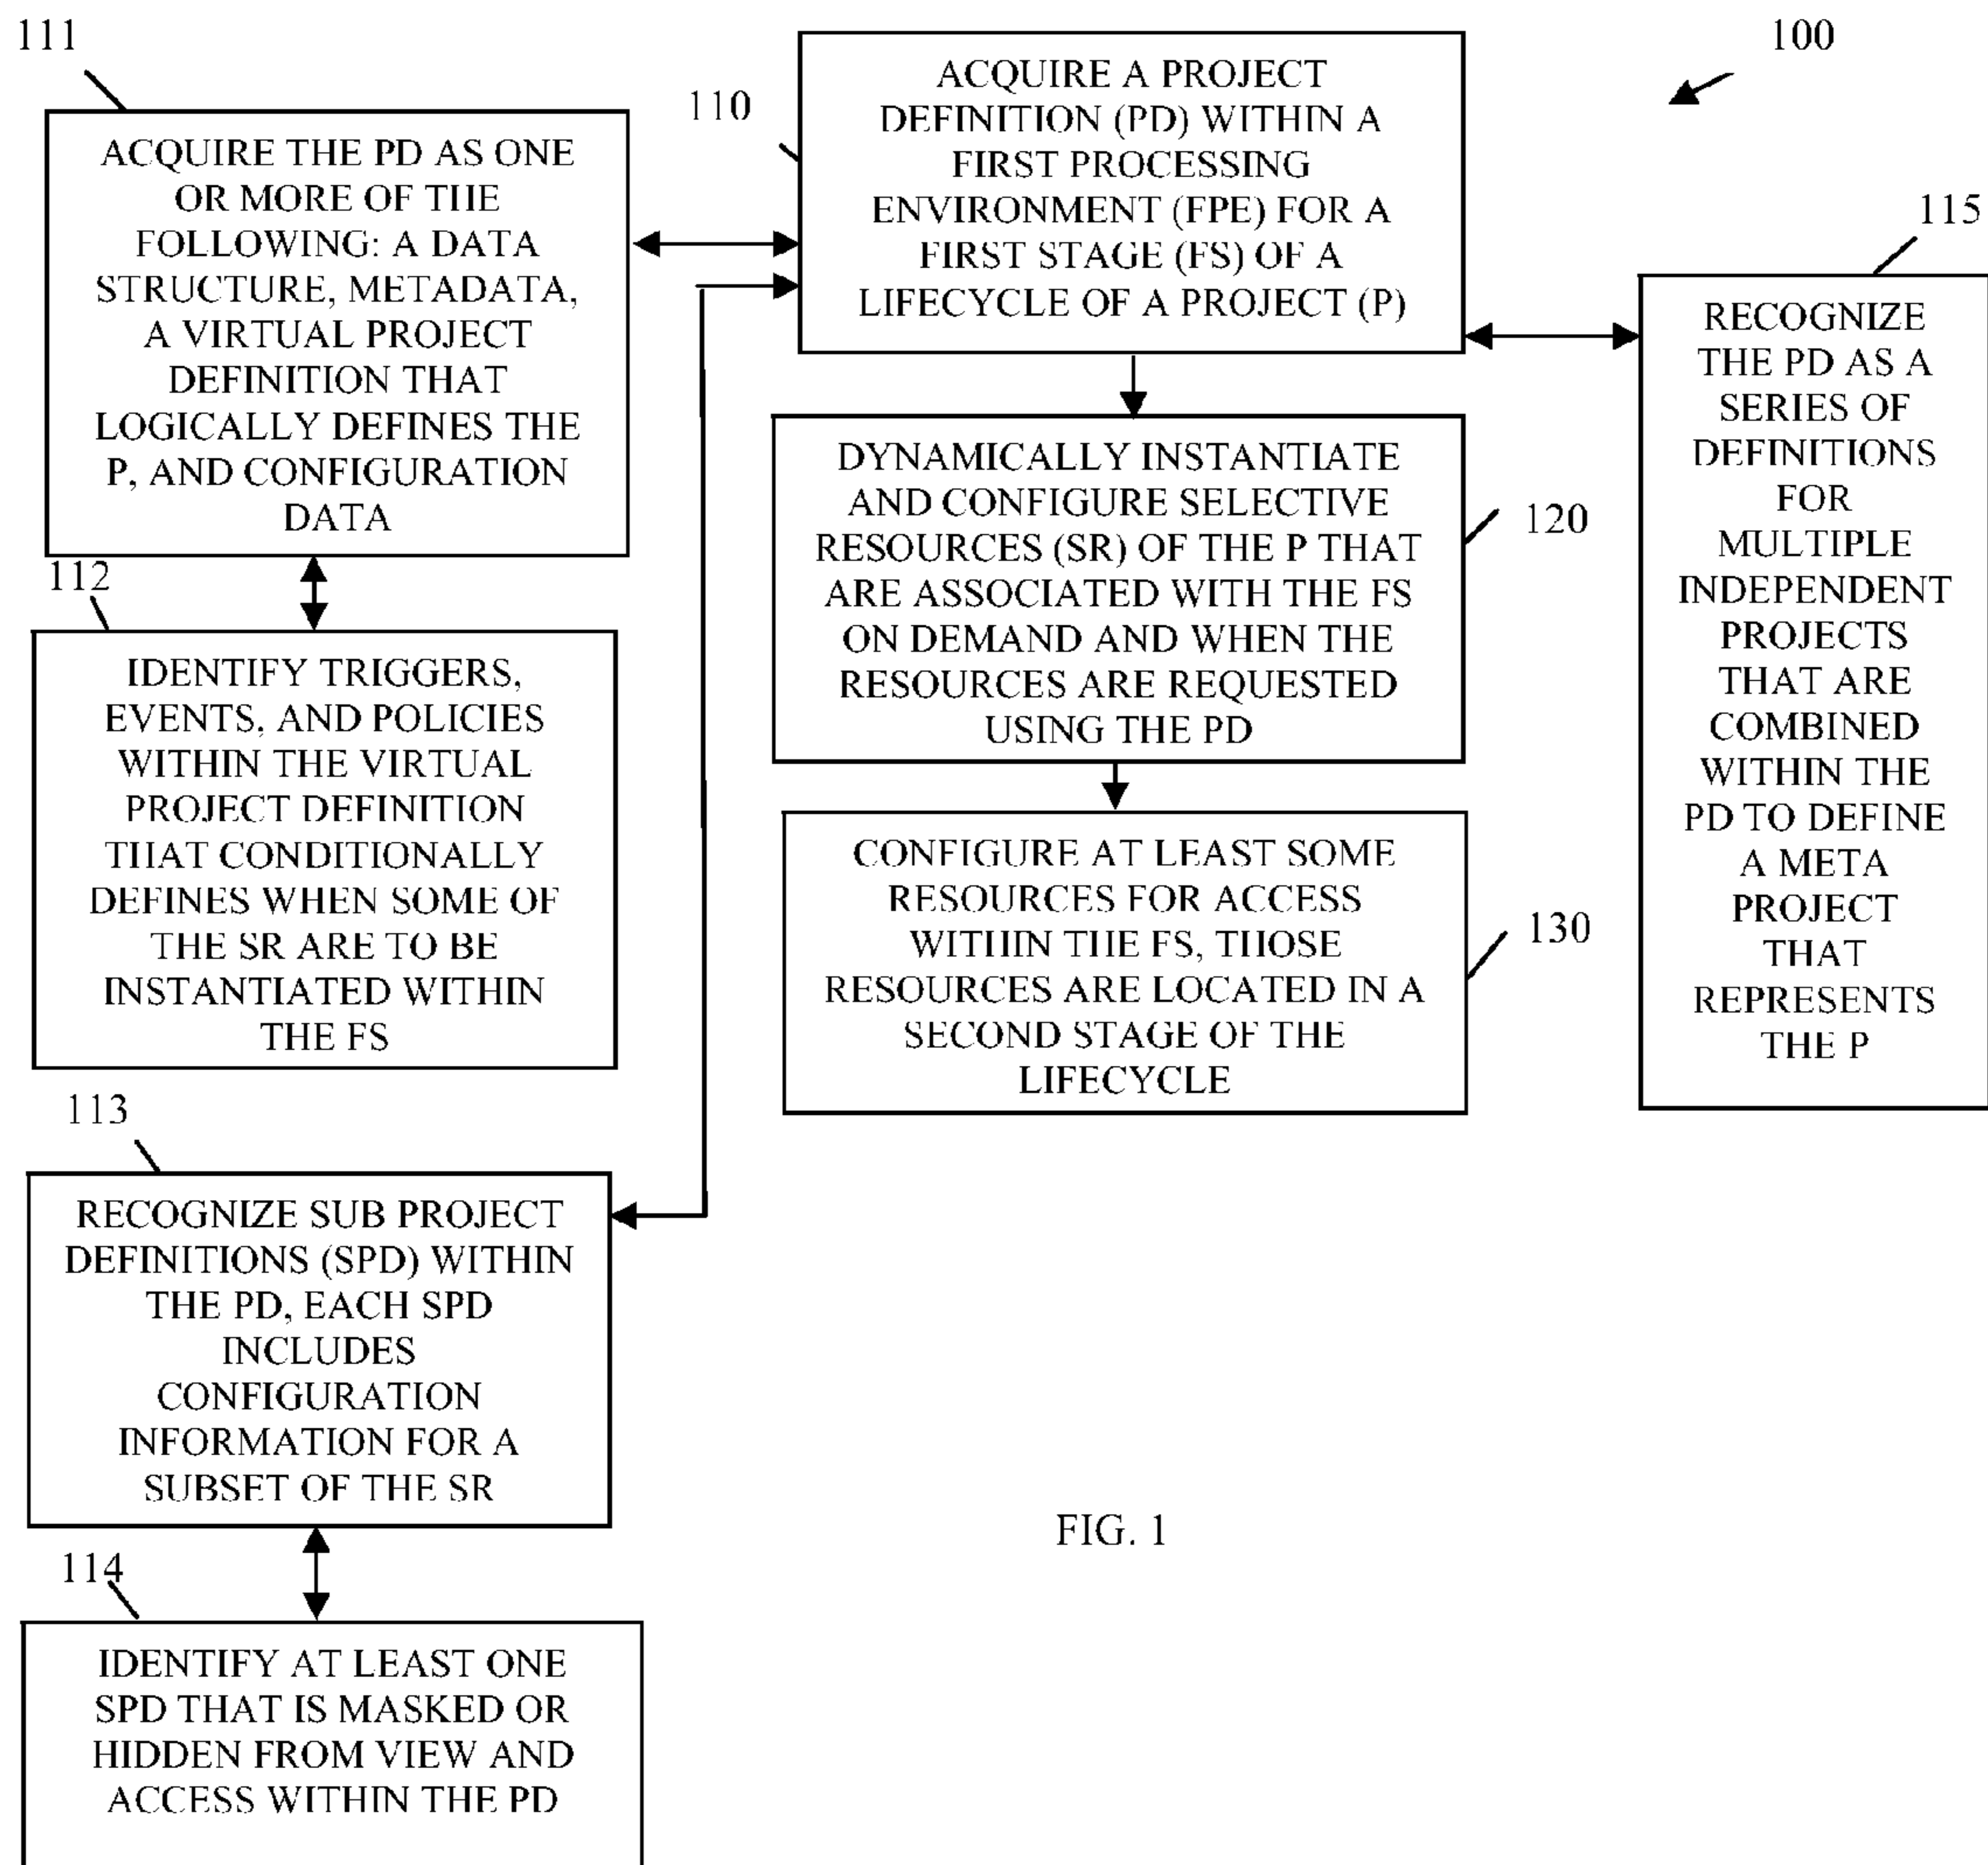 111
ACQUIRE THE PD AS ONE
OR MORE OF THE
FOLLOWING: A DATA
STRUCTURE, METADATA,
A VIRTUAL PROJECT
DEFINITION THAT
LOGICALLY DEFINES THE
P, AND CONFIGURATION
DATA
112
IDENTIFY TRIGGERS,
EVENTS, AND POLICIES
WITHIN THE VIRTUAL
PROJECT DEFINITION
THAT CONDITIONALLY
DEFINES WHEN SOME OF
THE SR ARE TO BE
INSTANTIATED WITHIN
THE FS
113
RECOGNIZE SUB PROJECT
DEFINITIONS (SPD) WITHIN
THE PD, EACH SPD
INCLUDES
CONFIGURATION
INFORMATION FOR A
SUBSET OF THE SR
114
IDENTIFY AT LEAST ONE
SPD THAT IS MASKED OR
HIDDEN FROM VIEW AND
ACCESS WITHIN THE PD
110
ACQUIRE A PROJECT
DEFINITION (PD) WITHIN A
FIRST PROCESSING
ENVIRONMENT (FPE) FOR A
FIRST STAGE (FS) OF A
LIFECYCLE OF A PROJECT (P)
DYNAMICALLY INSTANTIATE
AND CONFIGURE SELECTIVE
RESOURCES (SR) OF THE P THAT
ARE ASSOCIATED WITH THE FS
ON DEMAND AND WHEN THE
RESOURCES ARE REQUESTED
USING THE PD
120
CONFIGURE AT LEAST SOME
RESOURCES FOR ACCESS
WITHIN THE FS, THOSE
RESOURCES ARE LOCATED IN A
SECOND STAGE OF THE
LIFECYCLE
130
100
115
RECOGNIZE
THE PD AS A
SERIES OF
DEFINITIONS
FOR
MULTIPLE
INDEPENDENT
PROJECTS
THAT ARE
COMBINED
WITHIN THE
PD TO DEFINE
A META
PROJECT
THAT
REPRESENTS
THE P
FIG. 1